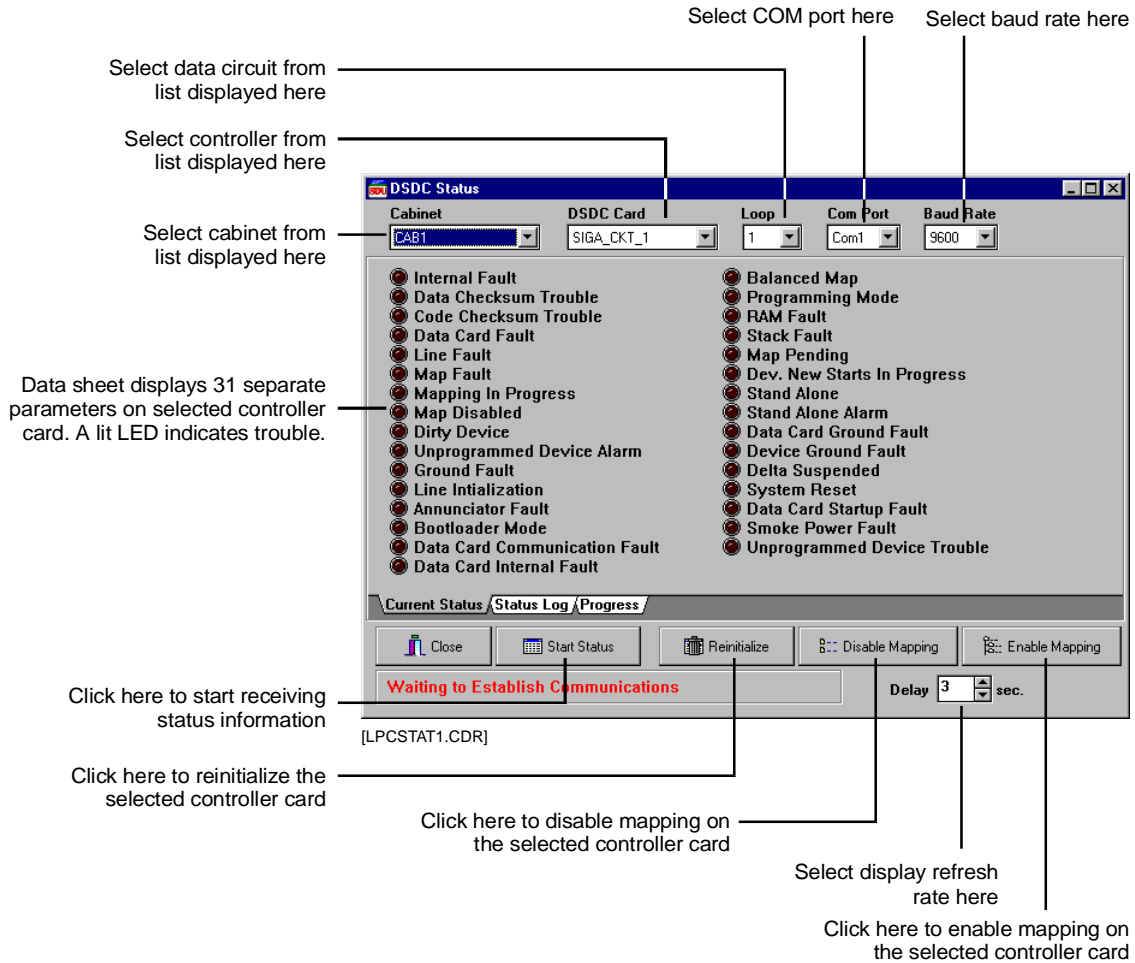 Select COM port here
Select baud rate here
Select data circuit from
list displayed here
Select controller from
list displayed here
Select cabinet from
list displayed here
SDU DSDC Status
Cabinet
DSDC Card
Loop
Com Port
Baud Rate
CAB1
SIGA_CKT_1
1
Com1
9600
Internal Fault
Data Checksum Trouble
Code Checksum Trouble
Data Card Fault
Line Fault
Map Fault
Mapping In Progress
Map Disabled
Dirty Device
Unprogrammed Device Alarm
Ground Fault
Line Intialization
Annunciator Fault
Bootloader Mode
Data Card Communication Fault
Data Card Internal Fault
Balanced Map
Programming Mode
RAM Fault
Stack Fault
Map Pending
Dev. New Starts In Progress
Stand Alone
Stand Alone Alarm
Data Card Ground Fault
Device Ground Fault
Delta Suspended
System Reset
Data Card Startup Fault
Smoke Power Fault
Unprogrammed Device Trouble
Data sheet displays 31 separate
parameters on selected controller
card. A lit LED indicates trouble.
Current Status
Status Log
Progress
Close
Start Status
Reinitialize
Disable Mapping
Enable Mapping
Waiting to Establish Communications
Delay 3 sec.
Click here to start receiving
status information
[LPCSTAT1.CDR]
Click here to reinitialize the
selected controller card
Click here to disable mapping on
the selected controller card
Select display refresh
rate here
Click here to enable mapping on
the selected controller card